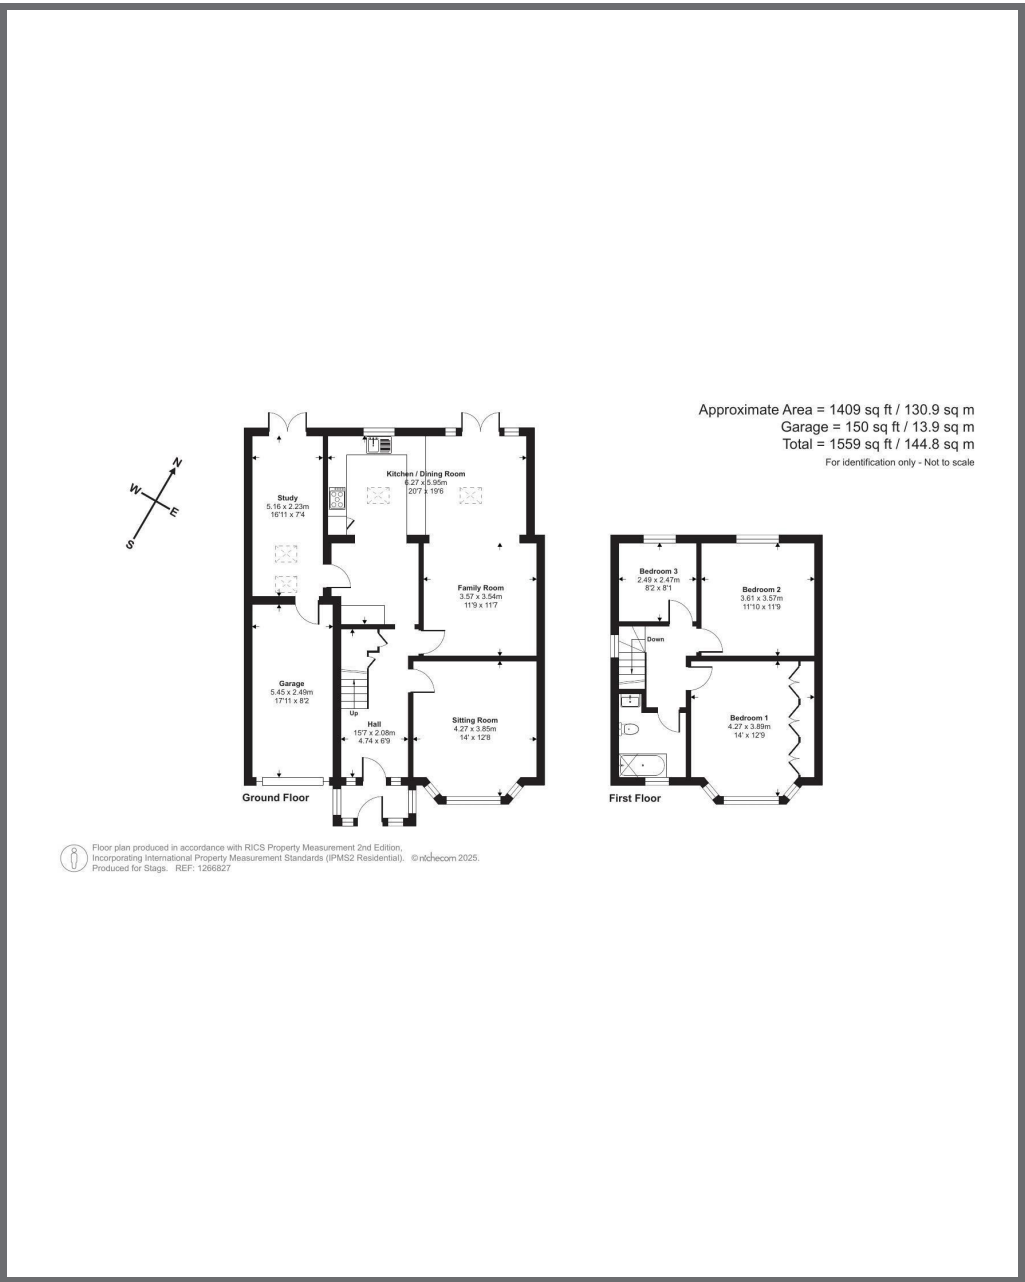 Approximate Area = 1409 sq ft / 130.9 sq m
Garage = 150 sq ft / 13.9 sq m
Total = 1559 sq ft / 144.8 sq m
For identification only - Not to scale
N
W
E
S
Kitchen / Dining Room
6.27 x 5.95m
20'7 x 19'6
Study
5.16 x 2.23m
16'11 x 7'4
Family Room
3.57 x 3.54m
11'9 x 11'7
Garage
5.45 x 2.49m
17'11 x 8'2
Up
Hall
15'7 x 2.08m
4.74 x 6'9
Sitting Room
4.27 x 3.85m
14' x 12'8
Ground Floor
Bedroom 3
2.49 x 2.47m
8'2 x 8'1
Bedroom 2
3.61 x 3.57m
11'10 x 11'9
Down
Bedroom 1
4.27 x 3.89m
14' x 12'9
First Floor
Floor plan produced in accordance with RICS Property Measurement 2nd Edition,
Incorporating International Property Measurement Standards (IPMS2 Residential). © ntchecom 2025.
Produced for Stags. REF: 1266827